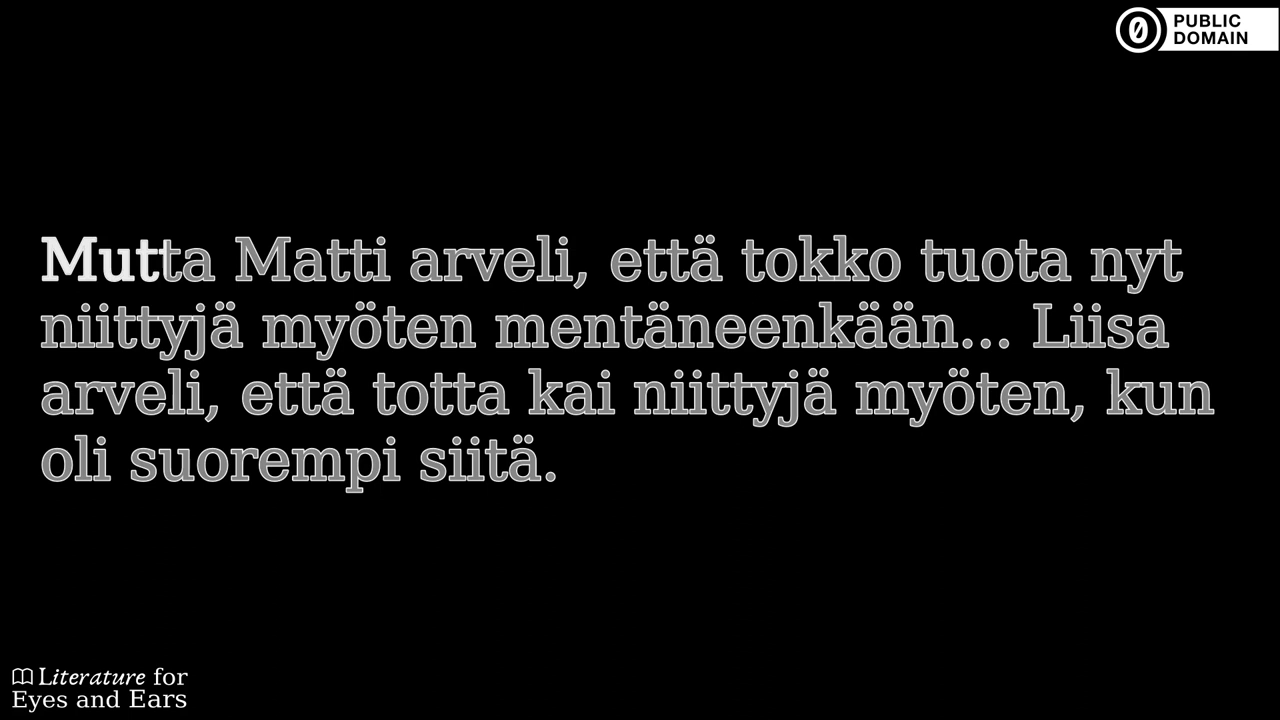 0 PUBLIC
DOMAIN
Mutta Matti arveli, että tokko tuota nyt
niittyjä myöten mentäneenkään... Liisa
arveli, että totta kai niittyjä myöten, kun
oli suorempi siitä.
Literature for
Eyes and Ears